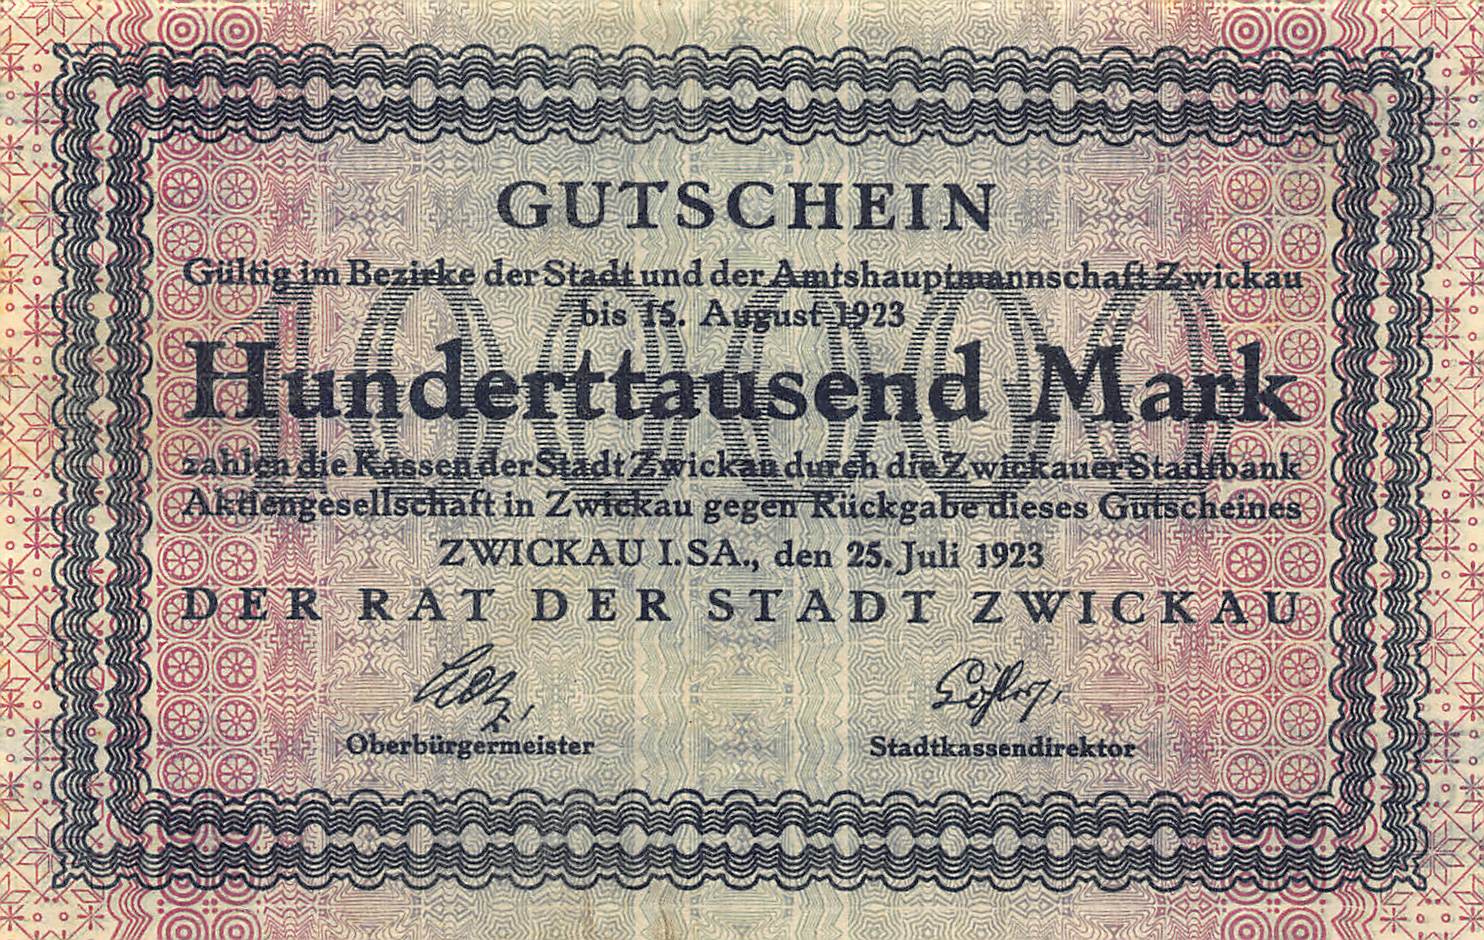 GUTSCHEIN
Gültig im Bezirke der Stadt und der Amtshauptmannschaft Zwickau
bis 15. August 1923
100000
Hunderttausend Mark
zahlen die Kassen der Stadt Zwickau durch die Zwickauer Stadtbank
Aktiengesellschaft in Zwickau gegen Rückgabe dieses Gutscheines
ZWICKAU I.SA., den 25. Juli 1923
DER RAT DER STADT ZWICKAU
Oberbürgermeister Stadtkassendirektor